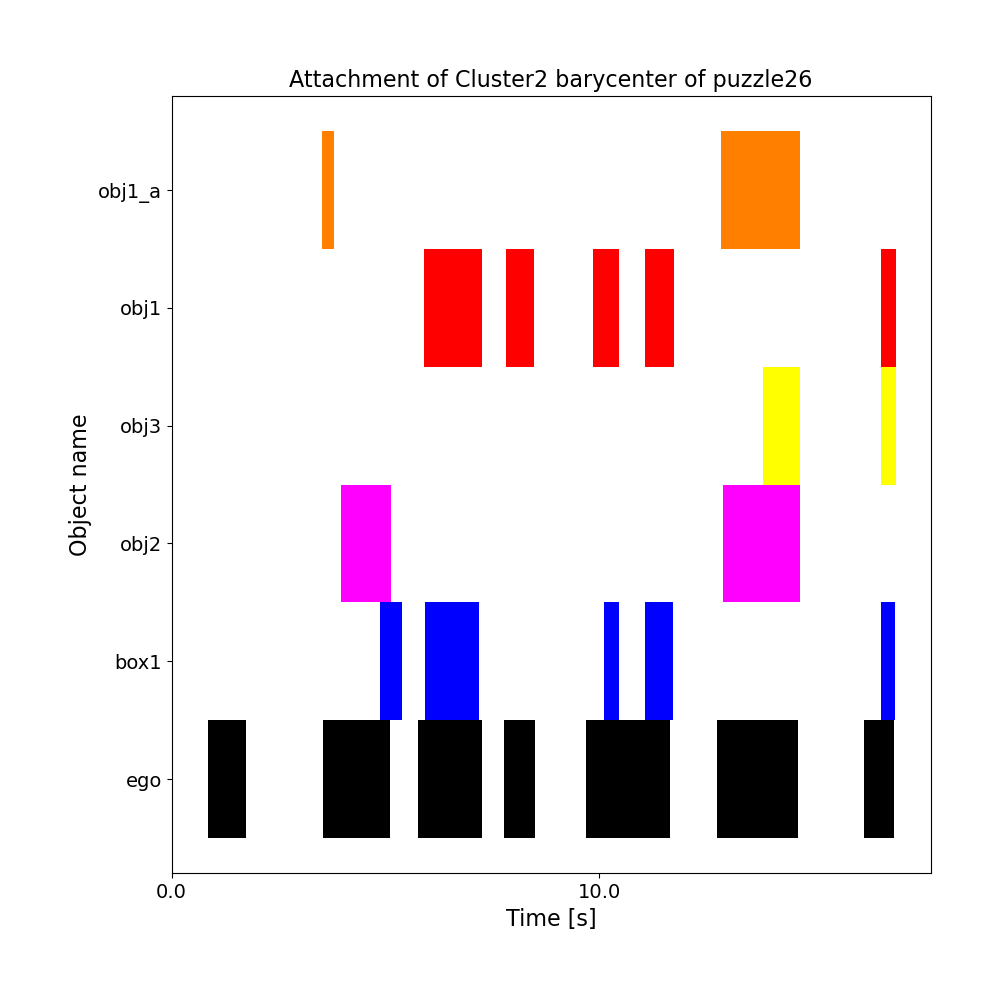 Attachment of Cluster2 barycenter of puzzle26
obj1_a
obj1
obj3
obj2
box1
ego
Object name
0.0
10.0
Time [s]